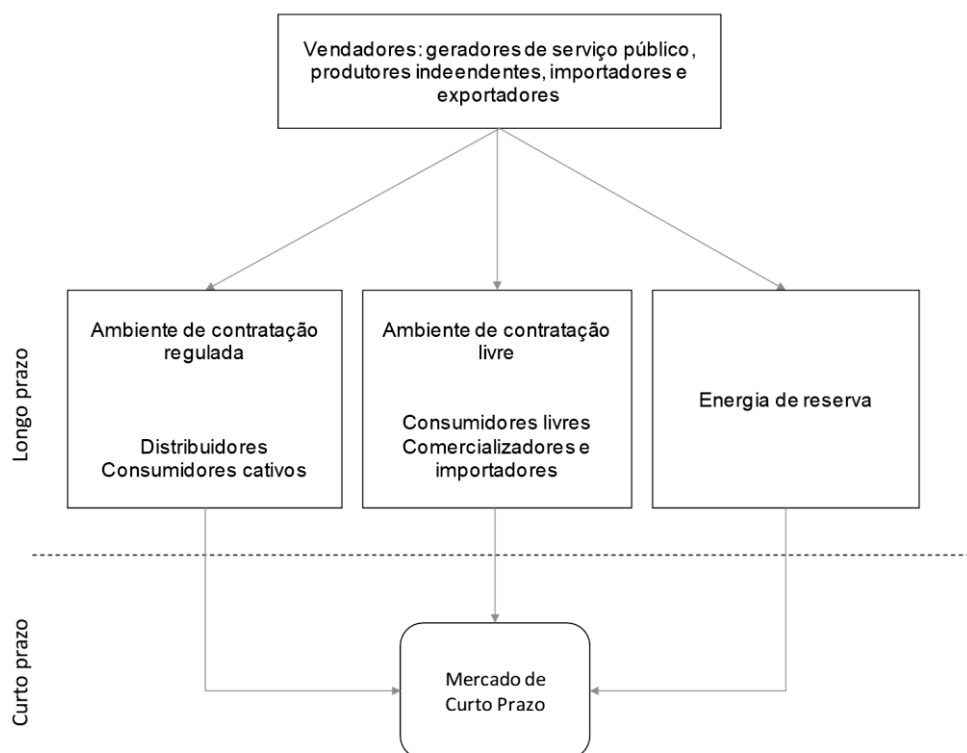 Vendadores: geradores de serviço público,
produtores indeendentes, importadores e
exportadores
Longo prazo
Ambiente de contratação
regulada
Distribuidores
Consumidores cativos
Ambiente de contratação
livre
Consumidores livres
Comercializadores e
importadores
Energia de reserva
Curto prazo
Mercado de
Curto Prazo